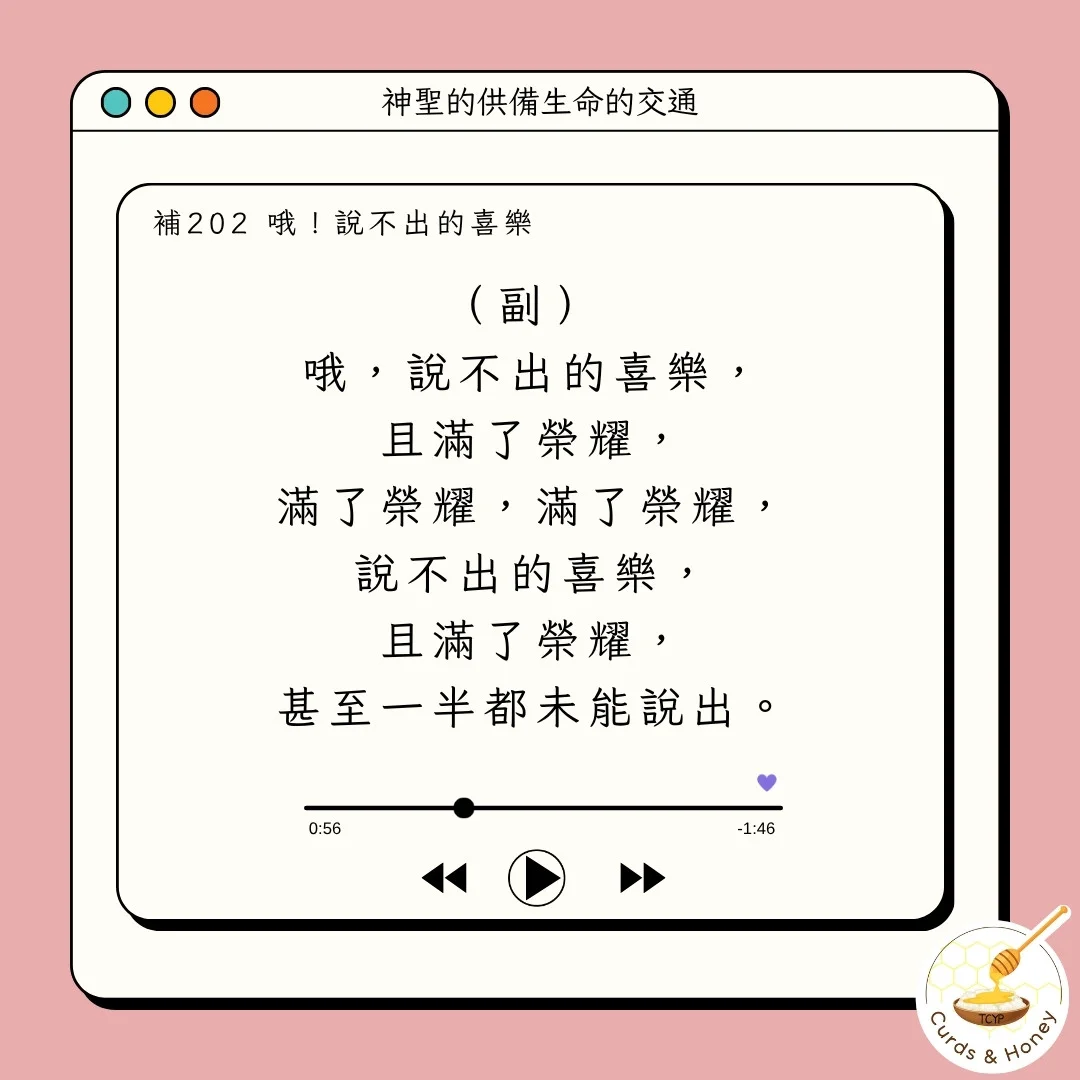 神聖的供備生命的交通
補202 哦！說不出的喜樂
（副）
哦，說不出的喜樂，
且滿了榮耀，
滿了榮耀，滿了榮耀，
說不出的喜樂，
且滿了榮耀，
甚至一半都未能說出。
0:56
-1:46
TCYP
Curds & Honey